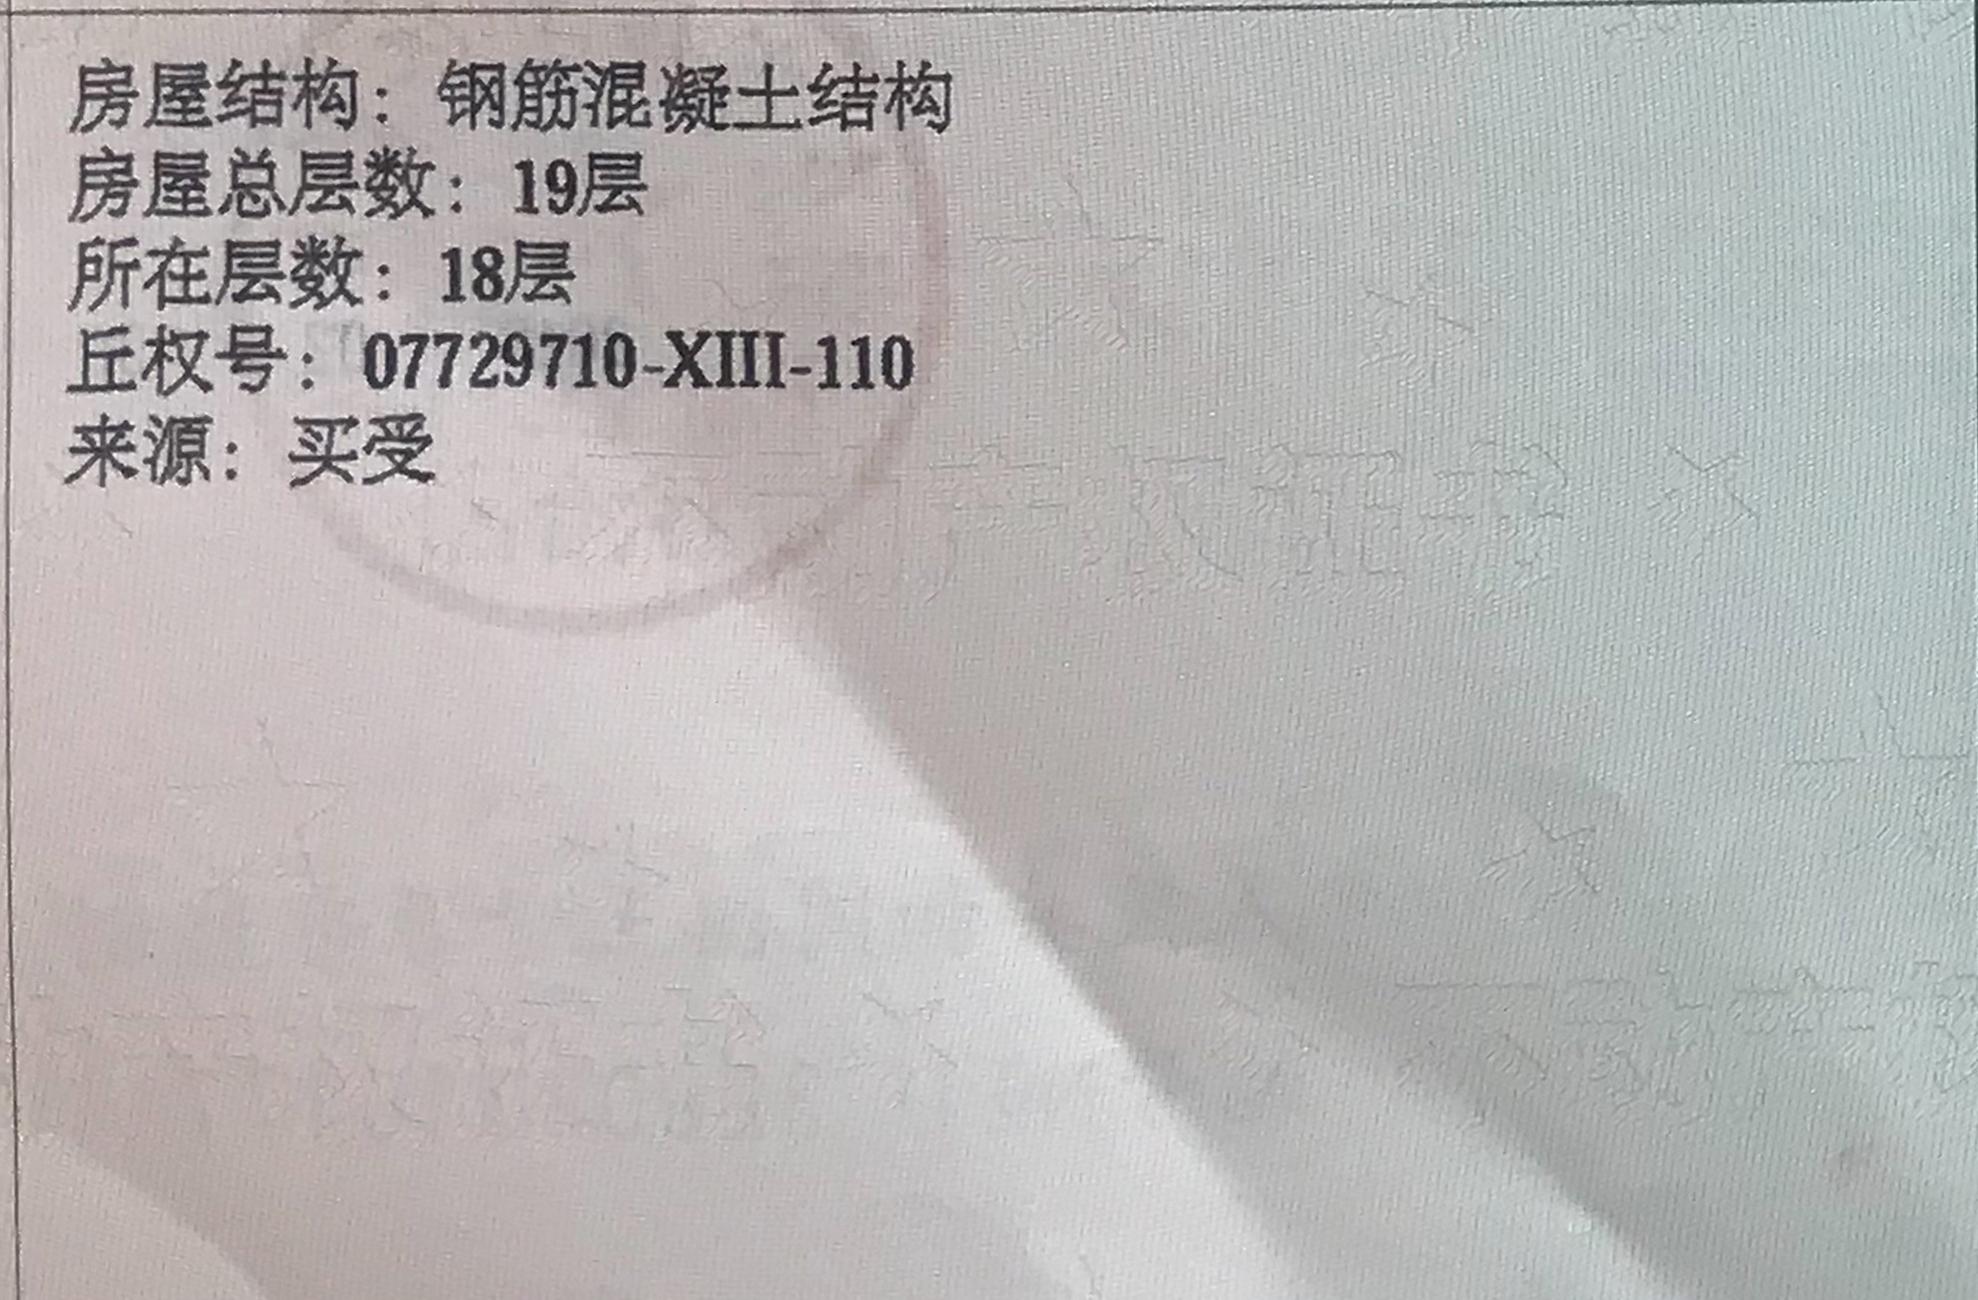 房屋结构：钢筋混凝土结构
房屋总层数：19层
所在层数：18层
丘权号：07729710-XIII-110
来源：买受